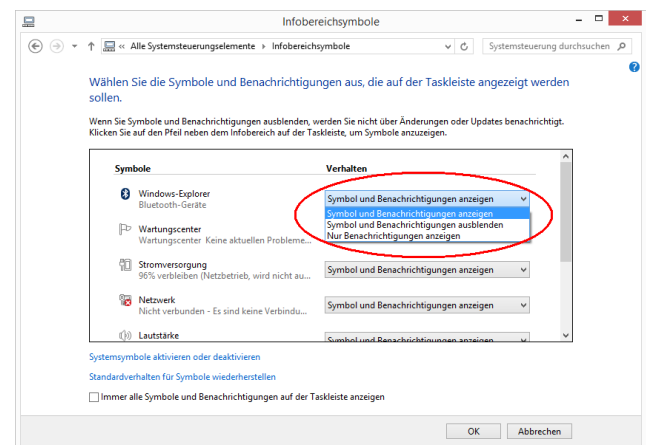 Infobereichsymbole
« Alle Systemsteuerungselemente ▸ Infobereichsymbole
Systemsteuerung durchsuchen
Wählen Sie die Symbole und Benachrichtigungen aus, die auf der Taskleiste angezeigt werden
sollen.
Wenn Sie Symbole und Benachrichtigungen ausblenden, werden Sie nicht über Änderungen oder Updates benachrichtigt.
Klicken Sie auf den Pfeil neben dem Infobereich auf der Taskleiste, um Symbole anzuzeigen.
Symbole Verhalten
Windows-Explorer
Bluetooth-Geräte
Symbol und Benachrichtigungen anzeigen
Symbol und Benachrichtigungen anzeigen
Symbol und Benachrichtigungen ausblenden
Nur Benachrichtigungen anzeigen
Wartungscenter
Wartungscenter Keine aktuellen Probleme...
Stromversorgung
96% verbleiben (Netzbetrieb, wird nicht au...
Symbol und Benachrichtigungen anzeigen
Netzwerk
Nicht verbunden - Es sind keine Verbindu...
Symbol und Benachrichtigungen anzeigen
Lautstärke
Symbol und Benachrichtigungen anzeigen
Systemsymbole aktivieren oder deaktivieren
Standardverhalten für Symbole wiederherstellen
Immer alle Symbole und Benachrichtigungen auf der Taskleiste anzeigen
OK Abbrechen